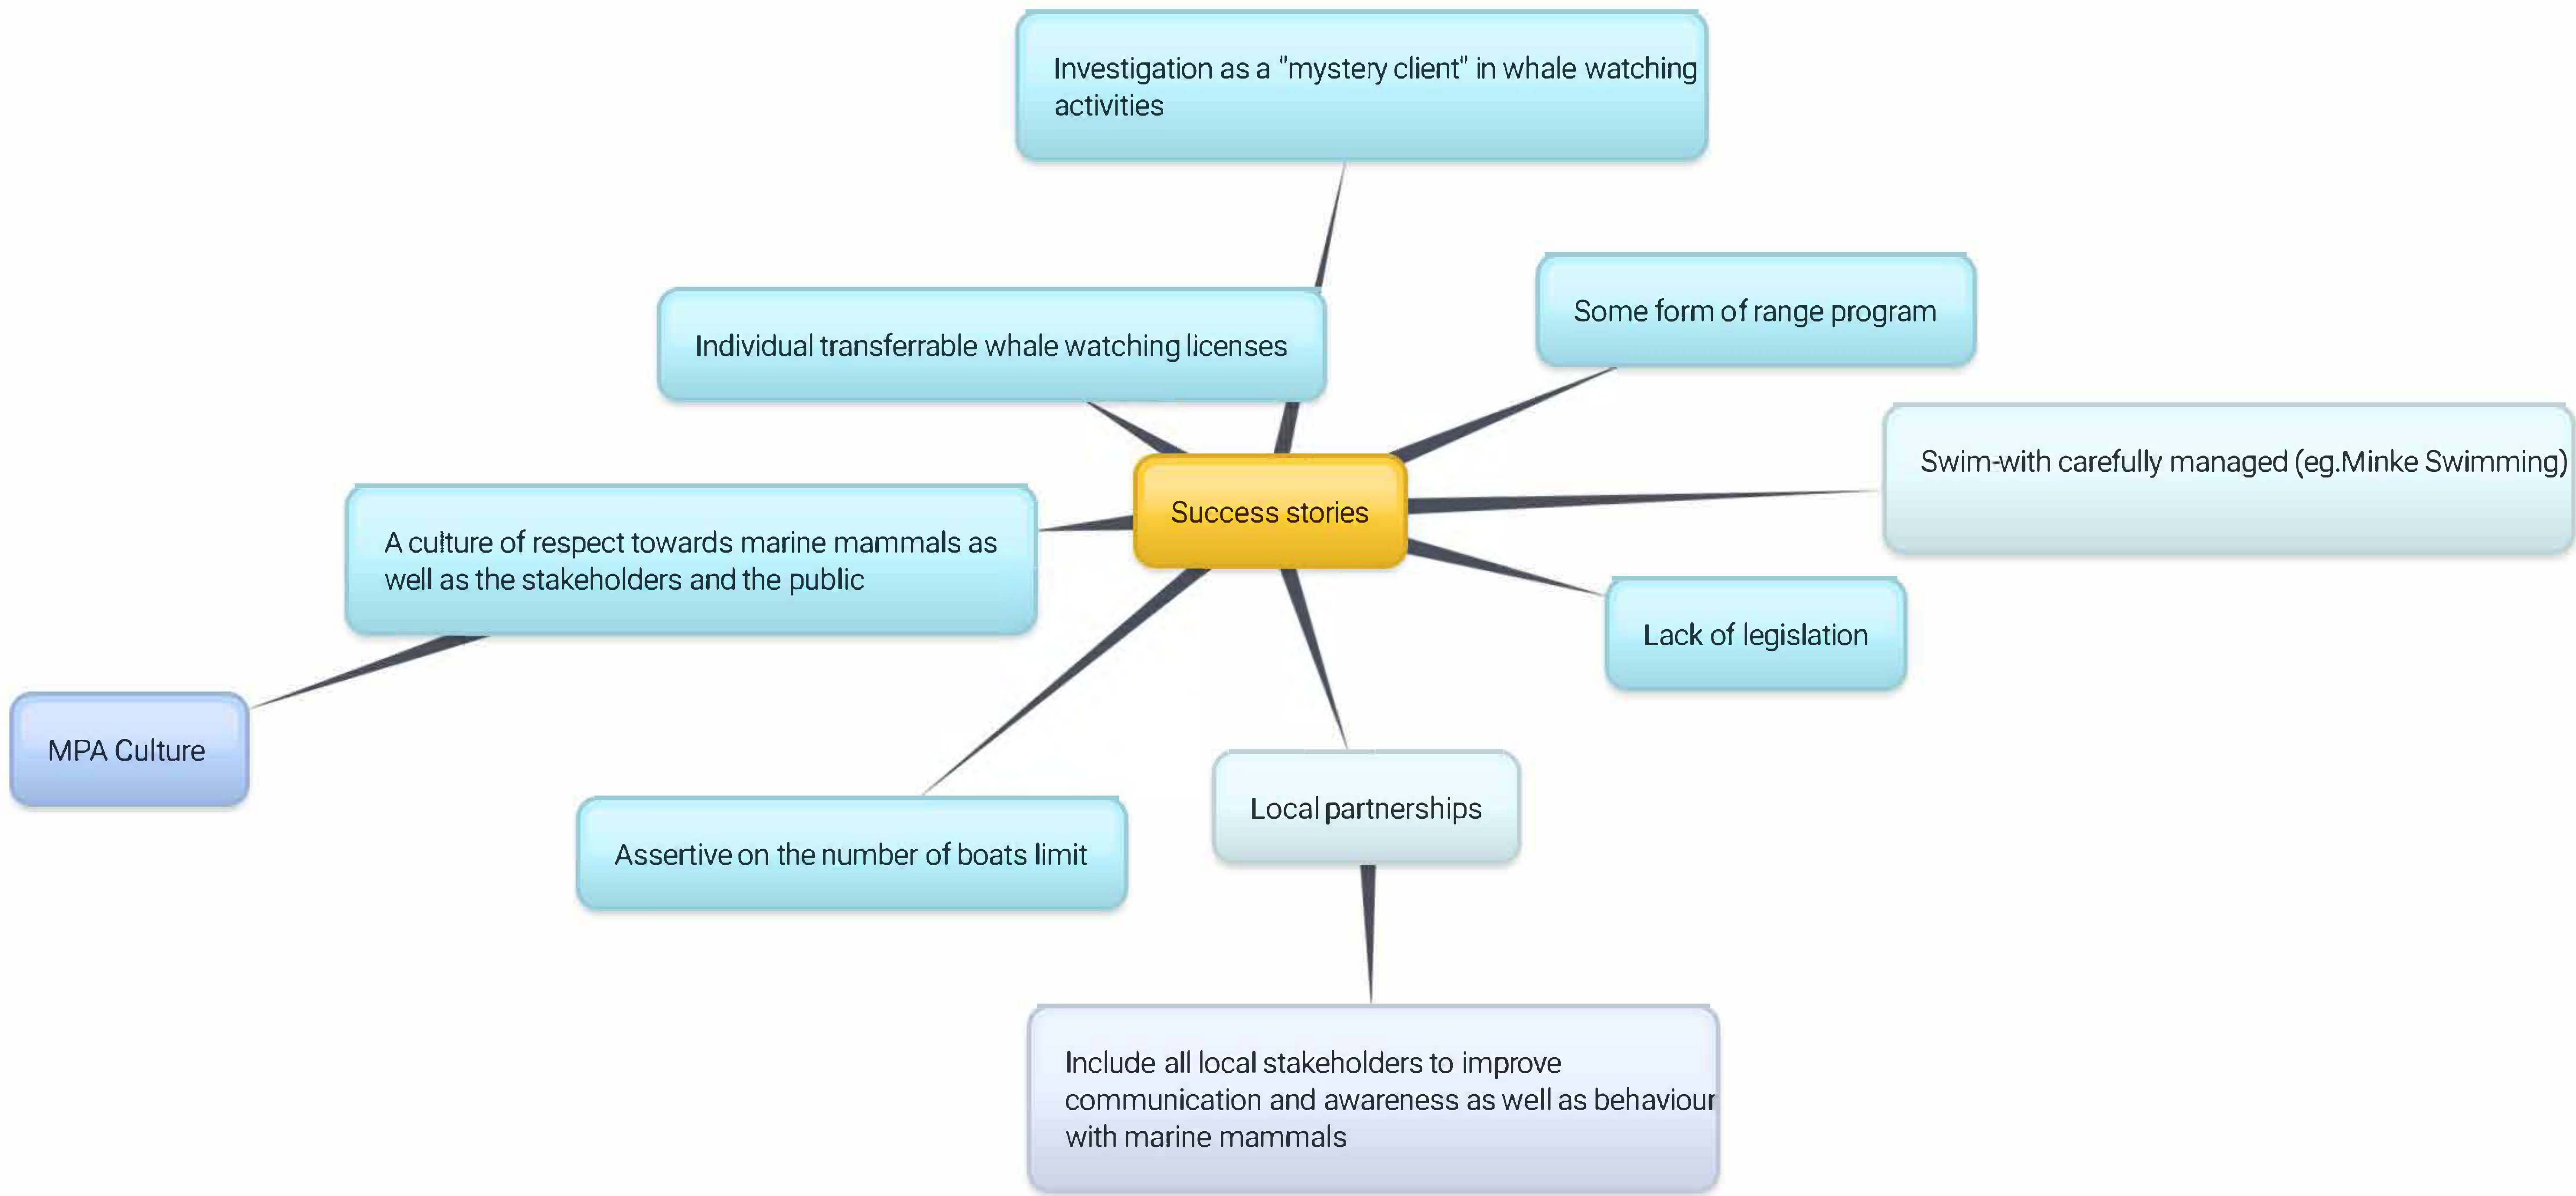 Investigation as a "mystery client" in whale watching
activities
Some form of range program
Individual transferrable whale watching licenses
Swim-with carefully managed (eg.Minke Swimming)
Success stories
A culture of respect towards marine mammals as
well as the stakeholders and the public
Lack of legislation
MPA Culture
Local partnerships
Assertive on the number of boats limit
Include all local stakeholders to improve
communication and awareness as well as behaviour
with marine mammals